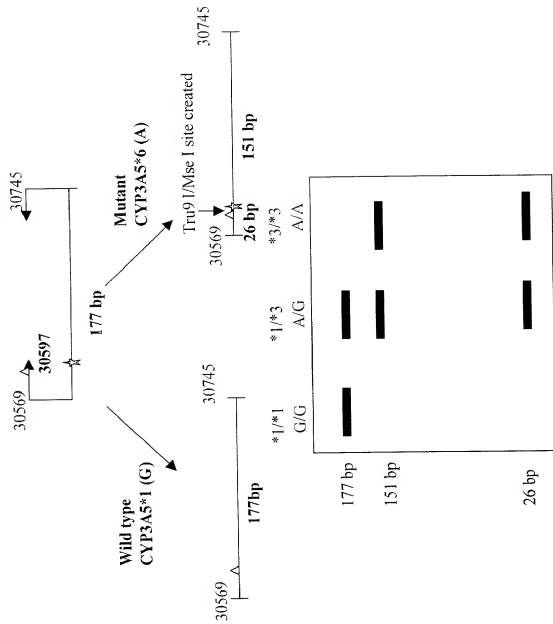 30569
30597
30745
177 bp
Wild type
CYP3A5*1 (G)
Mutant
CYP3A5*6 (A)
Tru9 I/Mse I site created
30569
177bp
30745
30569
26 bp
151 bp
30745
*1/*1
G/G
*1/*3
A/G
*3/*3
A/A
177 bp
151 bp
26 bp